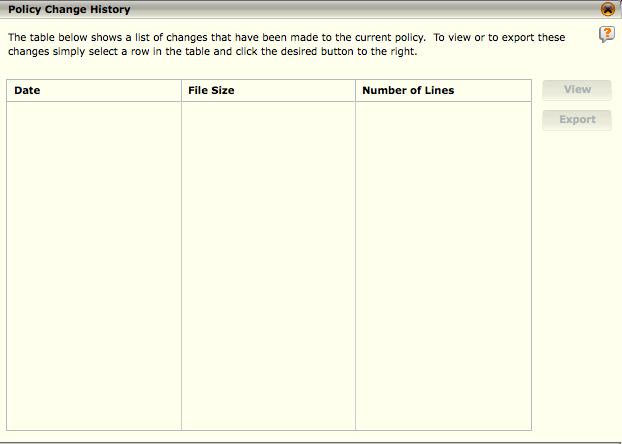 Policy Change History
The table below shows a list of changes that have been made to the current policy.  To view or to export these
changes simply select a row in the table and click the desired button to the right.
?
Date File Size Number of Lines
View
Export